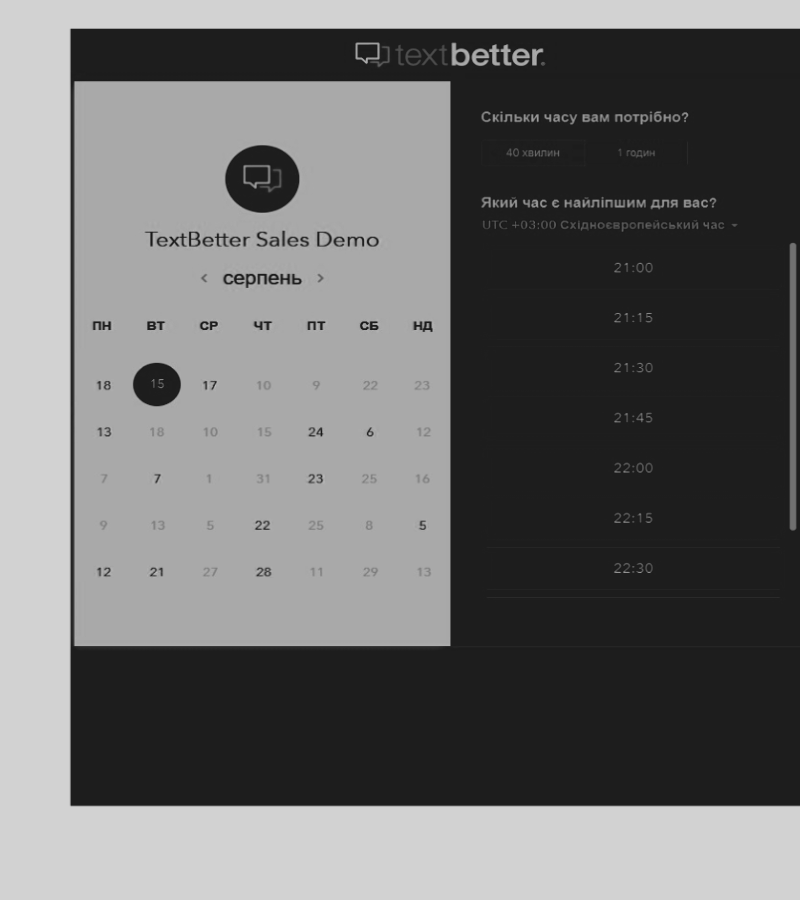 textbetter.
TextBetter Sales Demo
< серпень >
ПН ВТ СР ЧТ ПТ СБ НД
18 15 17 10 9 22 23
13 18 10 15 24 6 12
7 7 1 31 23 25 16
9 13 5 22 25 8 5
12 21 27 28 11 29 13
Скільки часу вам потрібно?
40 хвилин 1 годин
Який час є найліпшим для вас?
UTC +03:00 Східноєвропейський час
21:00
21:15
21:30
21:45
22:00
22:15
22:30